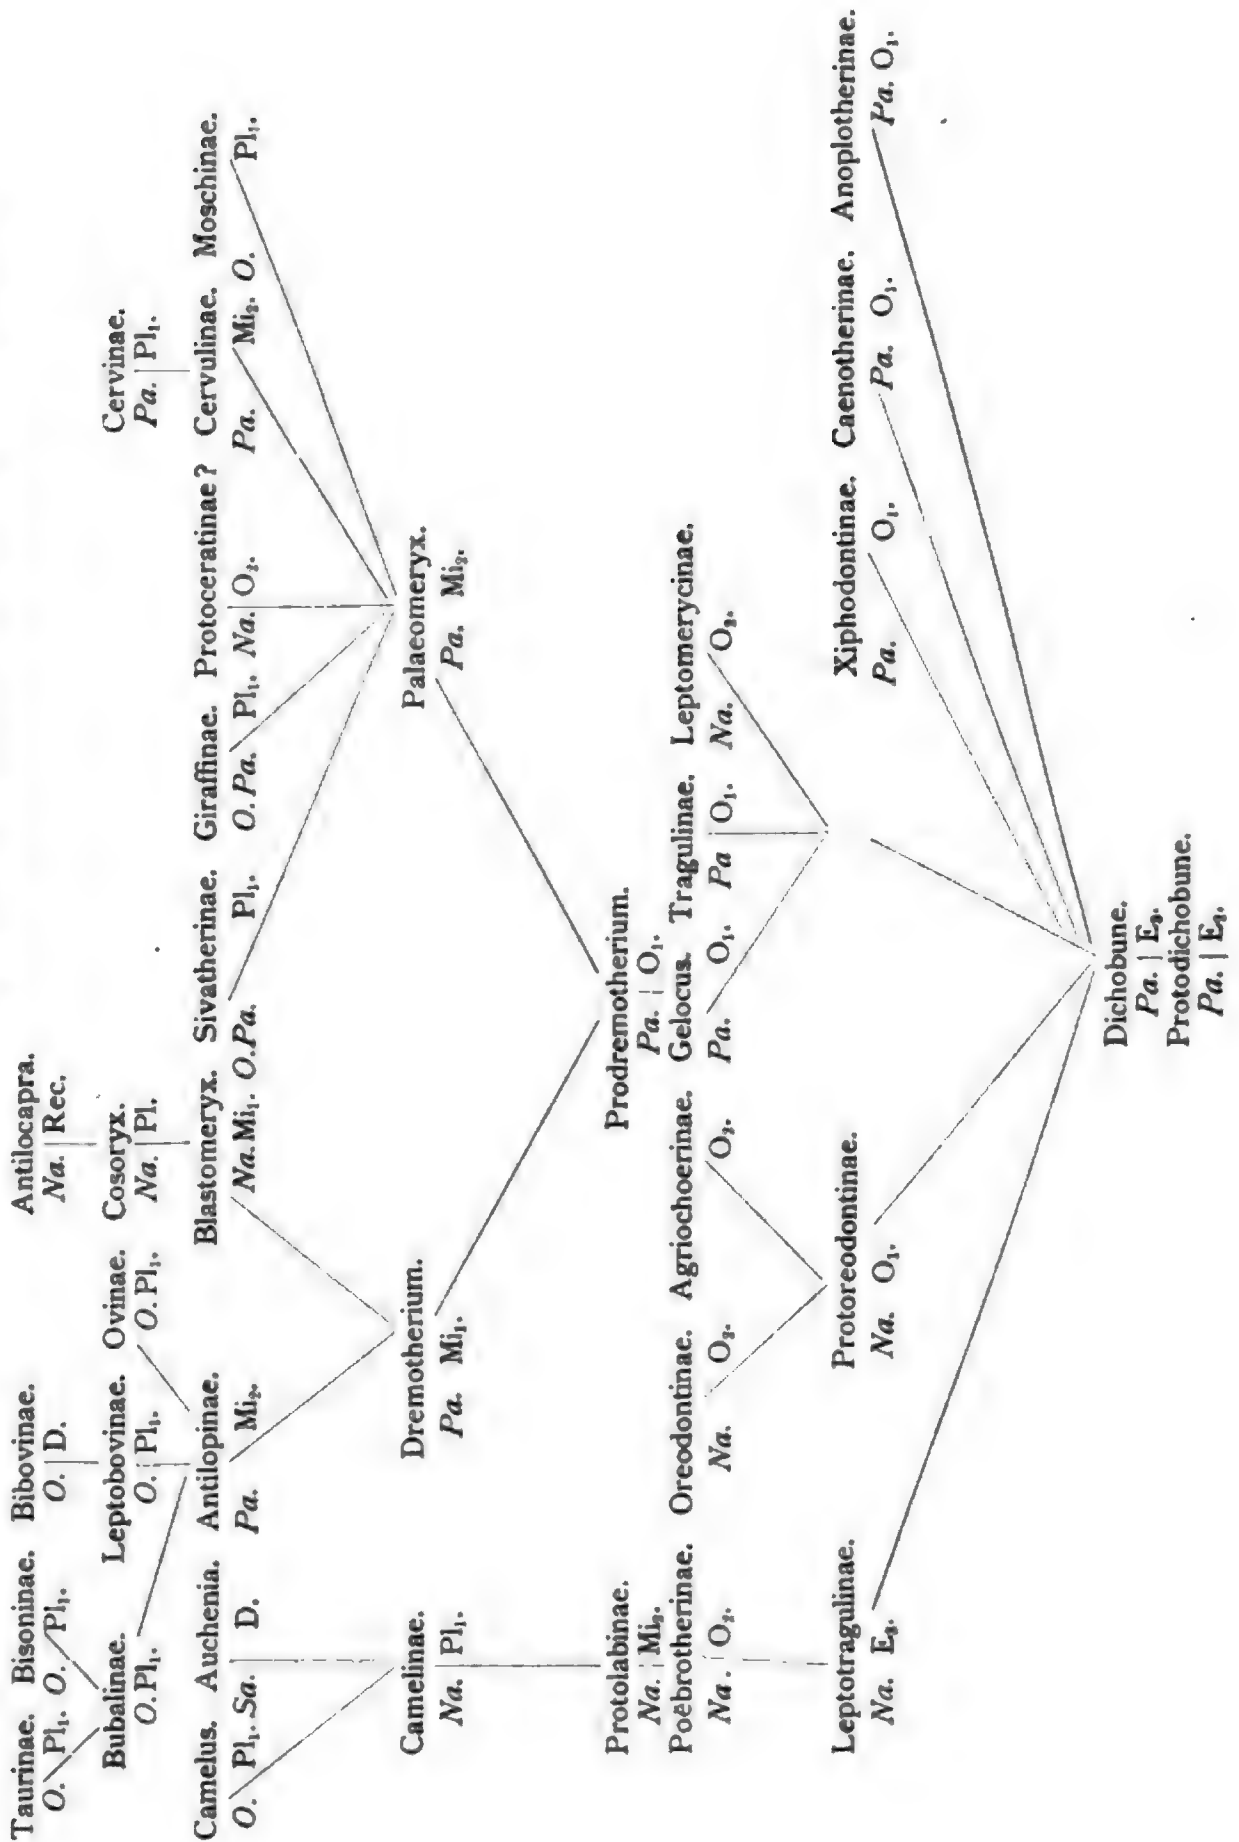 Antilocapra.
Na. | Rec.
Taurinae. Bisoninae. Bibovinae.
O. Pl₁. O. Pl₁. O. | D.
Cervinae.
Pa. | Pl₁.
Bubalinae. Leptobovinae. Ovinae. Cosoryx.
O. Pl₁. O. | Pl₁. O. Pl₁. Na. | Pl.
Camelus. Auchenia. Antilopinae. Blastomeryx. Sivatherinae. Giraffinae. Protoceratinae? Cervulinae. Moschinae.
O. Pl₁. Sa. D. Pa. Mi₂. Na. Mi₁. O. Pa. Pl₁. O. Pa. Pl₁. Na. O₂. Pa. Mi₂. O. Pl₁.
Camelinae. Dremotherium. Palaeomeryx.
Na. Pl₁. Pa. Mi₁. Pa. Mi₂.
Protolabinae. Prodremotherium.
Na. | Mi₂. Pa. | O₁.
Poëbrotherinae. Oreodontinae. Agriochoerinae. Gelocus. Tragulinae. Leptomerycinae.
Na. O₂. Na. O₂. O₂. Pa. O₁. Pa O₁. Na. O₂.
Leptotragulinae. Protoreodontinae. Xiphodontinae. Caenotherinae. Anoplotherinae.
Na. E₃. Na. O₁. Pa. O₁. Pa. O₁. Pa. O₁.
Dichobune.
Pa. | E₃.
Protodichobune.
Pa. | E₂.